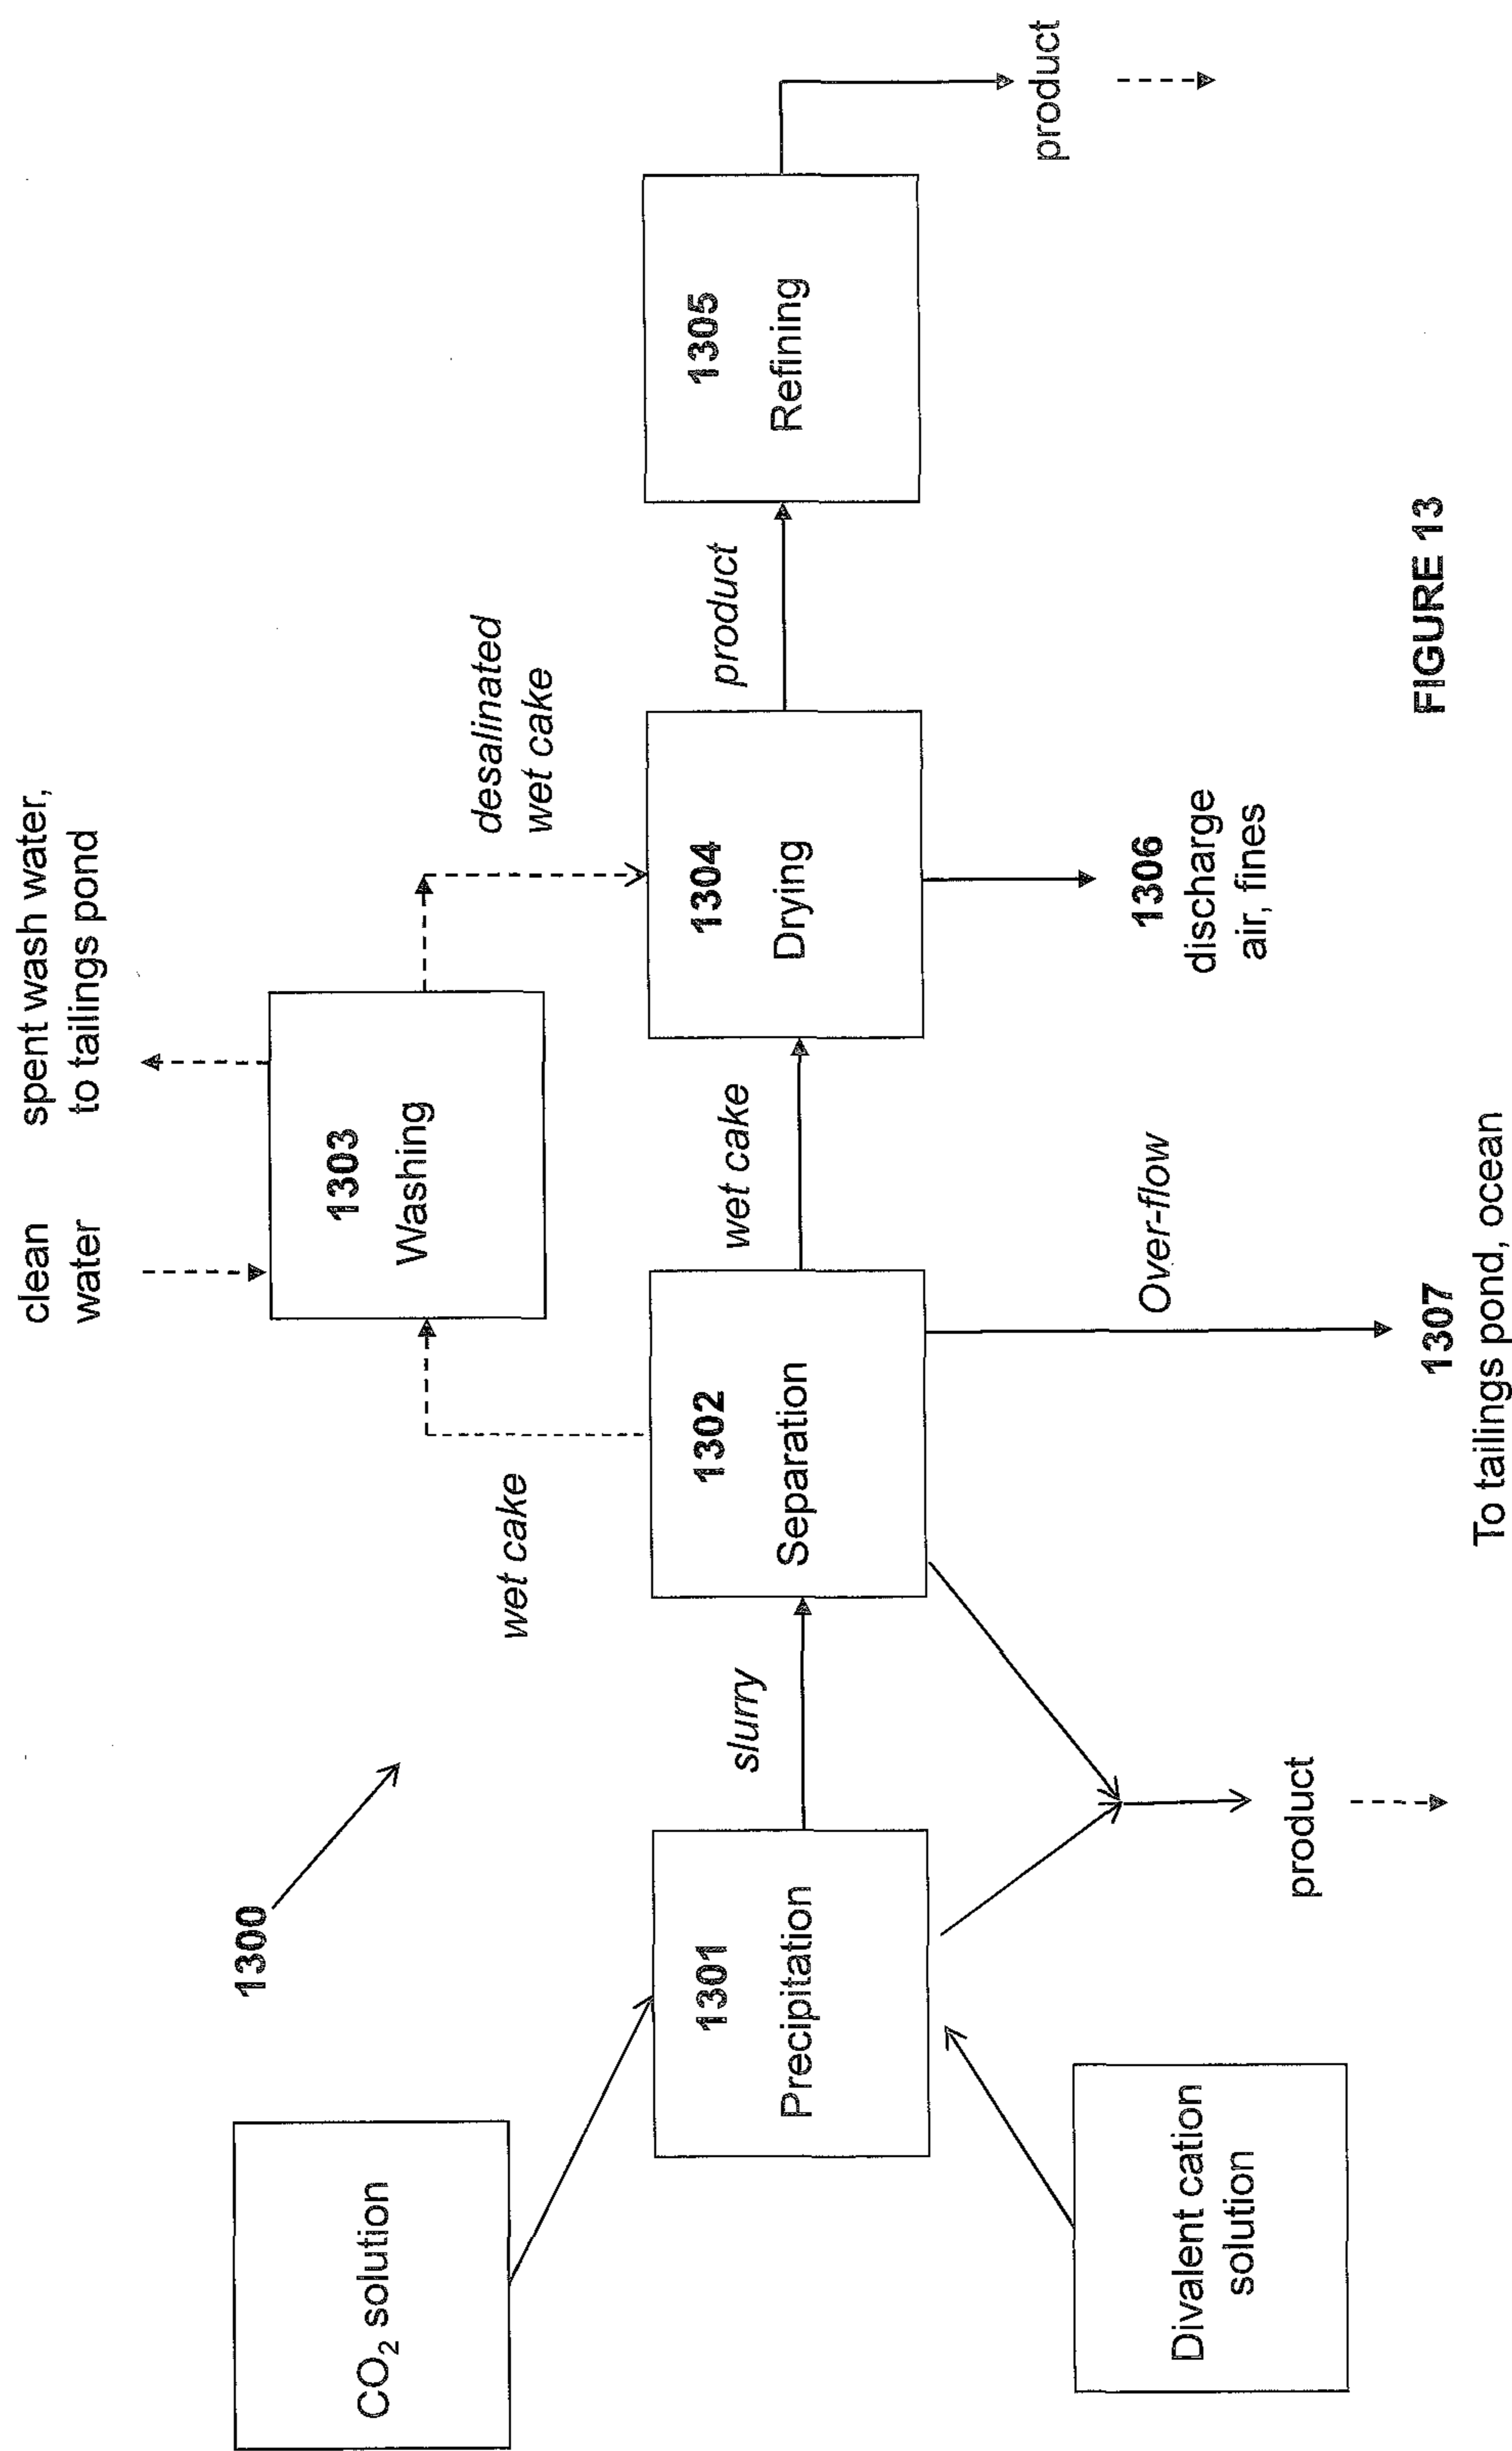 clean
water
spent wash water,
to tailings pond
1300
1303
Washing
wet cake
desalinated
wet cake
CO₂ solution
1301
Precipitation
slurry
1302
Separation
wet cake
1304
Drying
product
1305
Refining
product
Divalent cation
solution
product
Over-flow
1307
To tailings pond, ocean
1306
discharge
air, fines
FIGURE 13